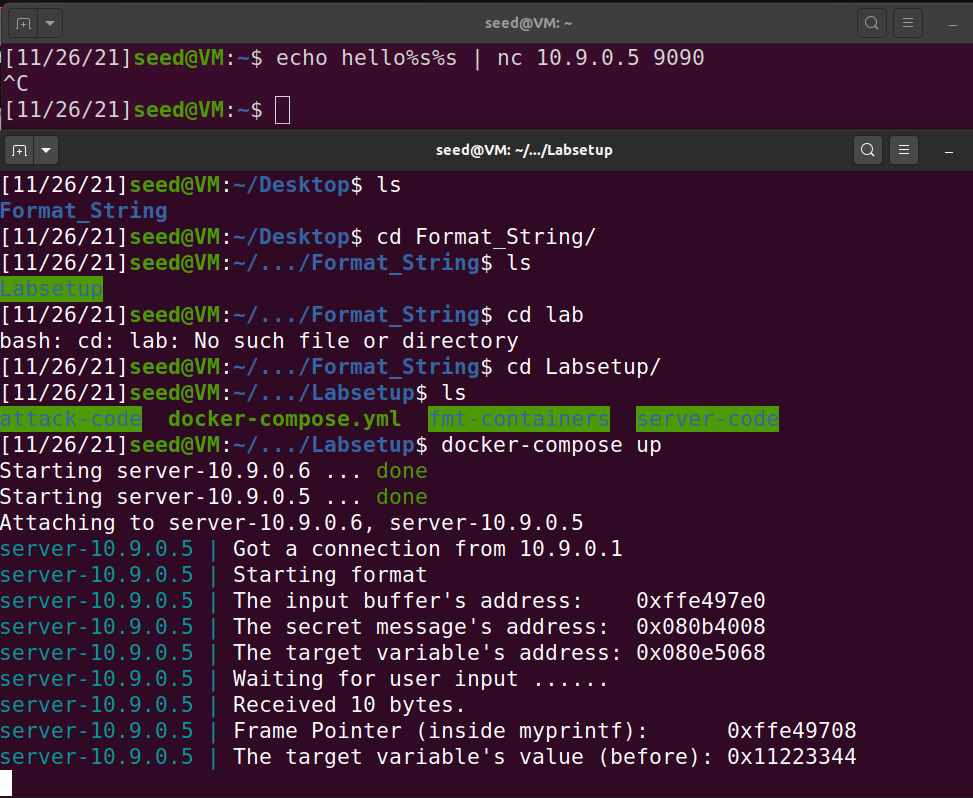 seed@VM: ~
[11/26/21]seed@VM:~$ echo hello%s%s | nc 10.9.0.5 9090
^C
[11/26/21]seed@VM:~$
seed@VM: ~/.../Labsetup
[11/26/21]seed@VM:~/Desktop$ ls
Format_String
[11/26/21]seed@VM:~/Desktop$ cd Format_String/
[11/26/21]seed@VM:~/.../Format_String$ ls
Labsetup
[11/26/21]seed@VM:~/.../Format_String$ cd lab
bash: cd: lab: No such file or directory
[11/26/21]seed@VM:~/.../Format_String$ cd Labsetup/
[11/26/21]seed@VM:~/.../Labsetup$ ls
attack-code  docker-compose.yml  fmt-containers  server-code
[11/26/21]seed@VM:~/.../Labsetup$ docker-compose up
Starting server-10.9.0.6 ... done
Starting server-10.9.0.5 ... done
Attaching to server-10.9.0.6, server-10.9.0.5
server-10.9.0.5 | Got a connection from 10.9.0.1
server-10.9.0.5 | Starting format
server-10.9.0.5 | The input buffer's address:    0xffe497e0
server-10.9.0.5 | The secret message's address:  0x080b4008
server-10.9.0.5 | The target variable's address: 0x080e5068
server-10.9.0.5 | Waiting for user input ......
server-10.9.0.5 | Received 10 bytes.
server-10.9.0.5 | Frame Pointer (inside myprintf):      0xffe49708
server-10.9.0.5 | The target variable's value (before): 0x11223344